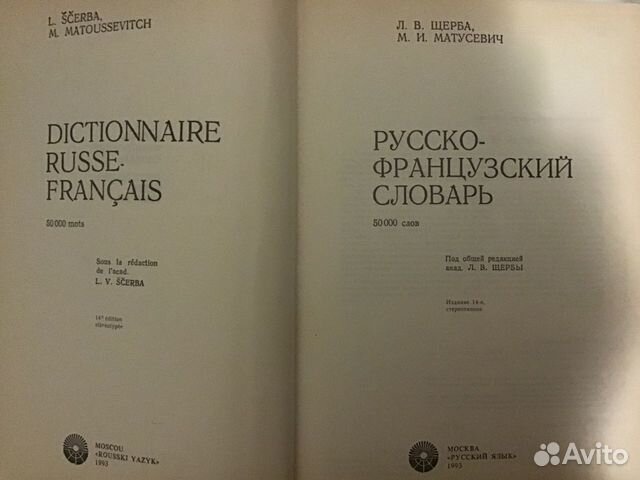 L. ŠČERBA,
M. MATOUSSEVITCH
DICTIONNAIRE
RUSSE-
FRANÇAIS
50 000 mots
Sous la rédaction
de l'acad.
L. V. ŠČERBA
14e édition
stéréotypée
MOSCOU
«ROUSSKI YAZYK»
1993
Л. В. ЩЕРБА,
М. И. МАТУСЕВИЧ
РУССКО-
ФРАНЦУЗСКИЙ
СЛОВАРЬ
50 000 слов
Под общей редакцией
акад. Л. В. ЩЕРБЫ
Издание 14-е,
стереотипное
МОСКВА
«РУССКИЙ ЯЗЫК»
1993
Avito